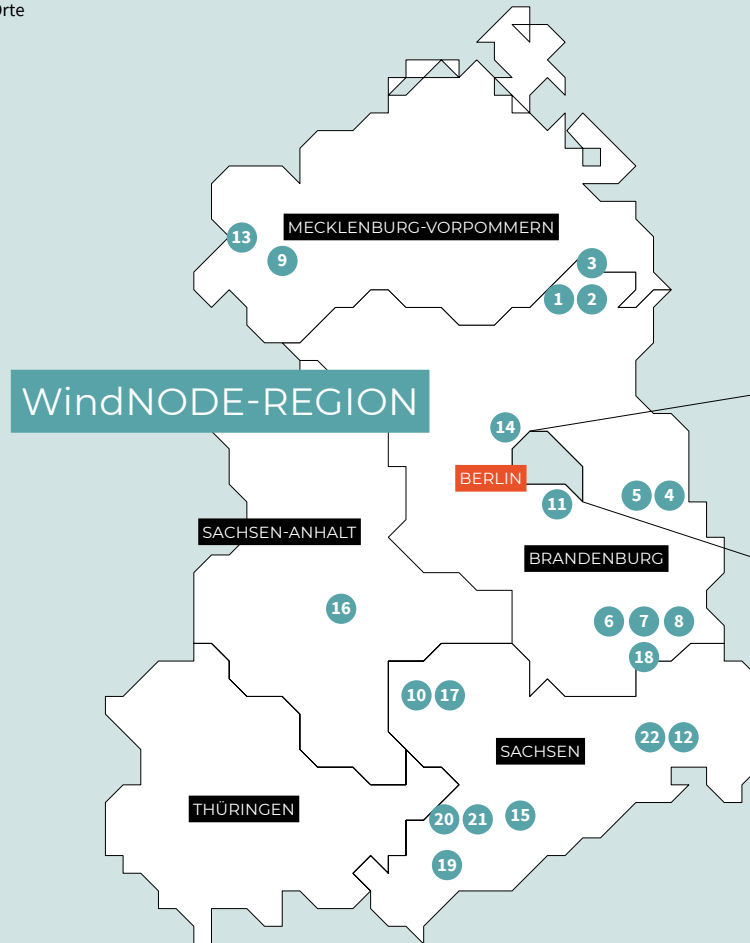 Orte
MECKLENBURG-VORPOMMERN
13
9
3
1 2
WindNODE-REGION
14
BERLIN
5 4
11
SACHSEN-ANHALT
BRANDENBURG
16
6 7 8
18
10 17
22 12
SACHSEN
THÜRINGEN
20 21 15
19